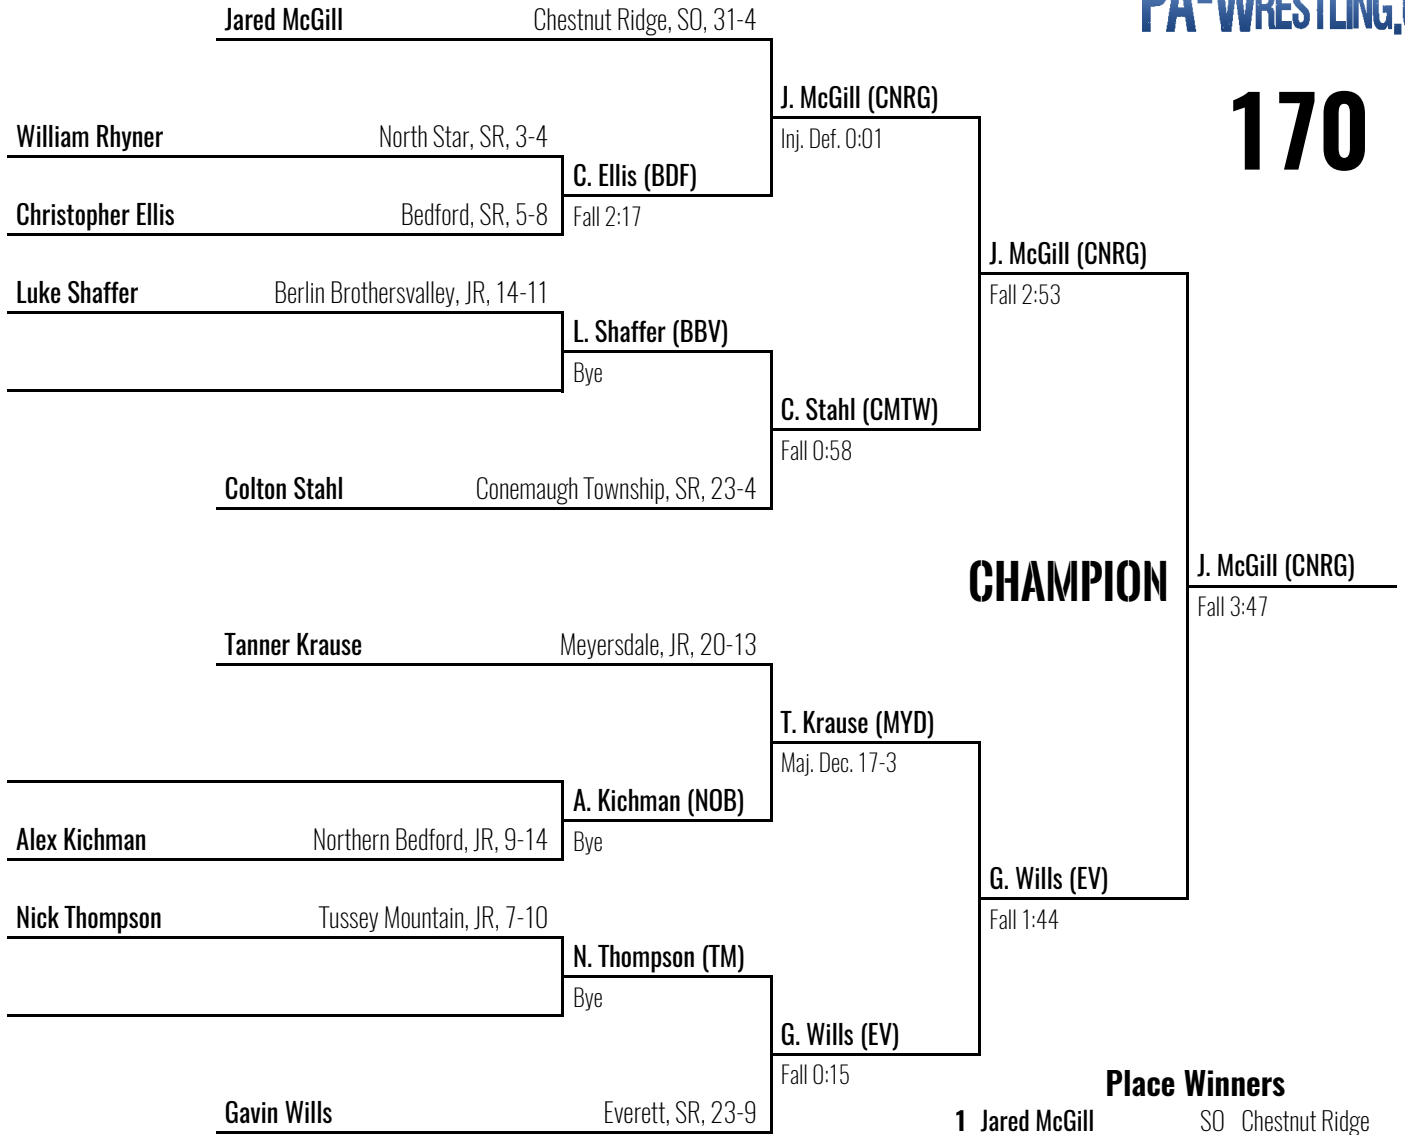 PA-WRESTLING.
170
Jared McGill Chestnut Ridge, SO, 31-4
J. McGill (CNRG)
Inj. Def. 0:01
William Rhyner North Star, SR, 3-4
C. Ellis (BDF)
Fall 2:17
Christopher Ellis Bedford, SR, 5-8
J. McGill (CNRG)
Fall 2:53
Luke Shaffer Berlin Brothersvalley, JR, 14-11
L. Shaffer (BBV)
Bye
C. Stahl (CMTW)
Fall 0:58
Colton Stahl Conemaugh Township, SR, 23-4
CHAMPION
J. McGill (CNRG)
Fall 3:47
Tanner Krause Meyersdale, JR, 20-13
T. Krause (MYD)
Maj. Dec. 17-3
A. Kichman (NOB)
Bye
Alex Kichman Northern Bedford, JR, 9-14
G. Wills (EV)
Fall 1:44
Nick Thompson Tussey Mountain, JR, 7-10
N. Thompson (TM)
Bye
G. Wills (EV)
Fall 0:15
Gavin Wills Everett, SR, 23-9
Place Winners
1 Jared McGill SO Chestnut Ridge